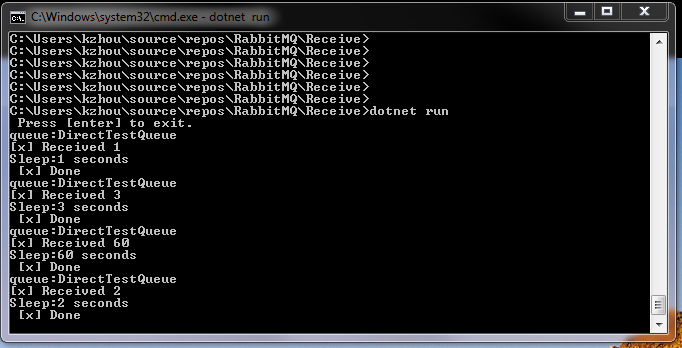 C:\Windows\system32\cmd.exe - dotnet run
C:\Users\kzhou\source\repos\RabbitMQ\Receive>
C:\Users\kzhou\source\repos\RabbitMQ\Receive>
C:\Users\kzhou\source\repos\RabbitMQ\Receive>
C:\Users\kzhou\source\repos\RabbitMQ\Receive>
C:\Users\kzhou\source\repos\RabbitMQ\Receive>
C:\Users\kzhou\source\repos\RabbitMQ\Receive>
C:\Users\kzhou\source\repos\RabbitMQ\Receive>dotnet run
 Press [enter] to exit.
queue:DirectTestQueue
[x] Received 1
Sleep:1 seconds
 [x] Done
queue:DirectTestQueue
[x] Received 3
Sleep:3 seconds
 [x] Done
queue:DirectTestQueue
[x] Received 60
Sleep:60 seconds
 [x] Done
queue:DirectTestQueue
[x] Received 2
Sleep:2 seconds
 [x] Done